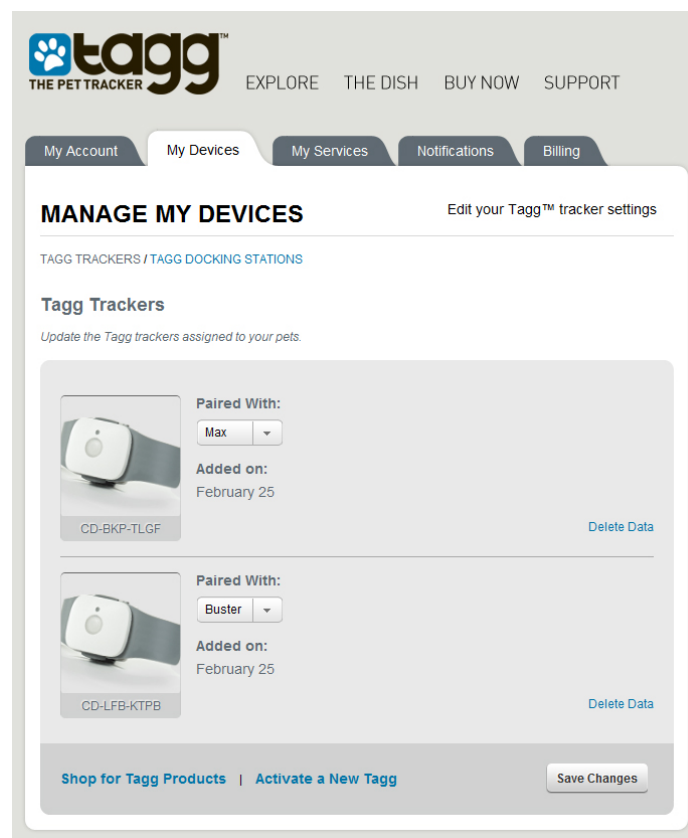 tagg™
THE PET TRACKER
EXPLORE THE DISH BUY NOW SUPPORT
My Account My Devices My Services Notifications Billing
MANAGE MY DEVICES Edit your Tagg™ tracker settings
TAGG TRACKERS / TAGG DOCKING STATIONS
Tagg Trackers
Update the Tagg trackers assigned to your pets.
Paired With:
Max
Added on:
February 25
CD-BKP-TLGF Delete Data
Paired With:
Buster
Added on:
February 25
CD-LFB-KTPB Delete Data
Shop for Tagg Products | Activate a New Tagg Save Changes